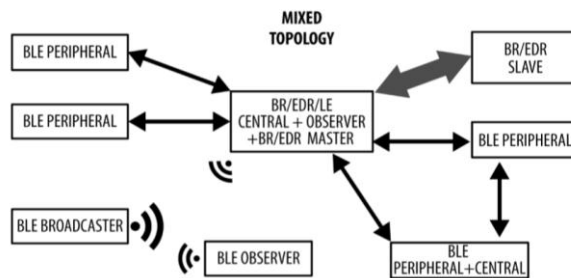 MIXED
TOPOLOGY
BLE PERIPHERAL
BR/EDR
SLAVE
BLE PERIPHERAL
BR/EDR/LE
CENTRAL + OBSERVER
+BR/EDR MASTER
BLE PERIPHERAL
BLE BROADCASTER
BLE OBSERVER
BLE
PERIPHERAL+CENTRAL